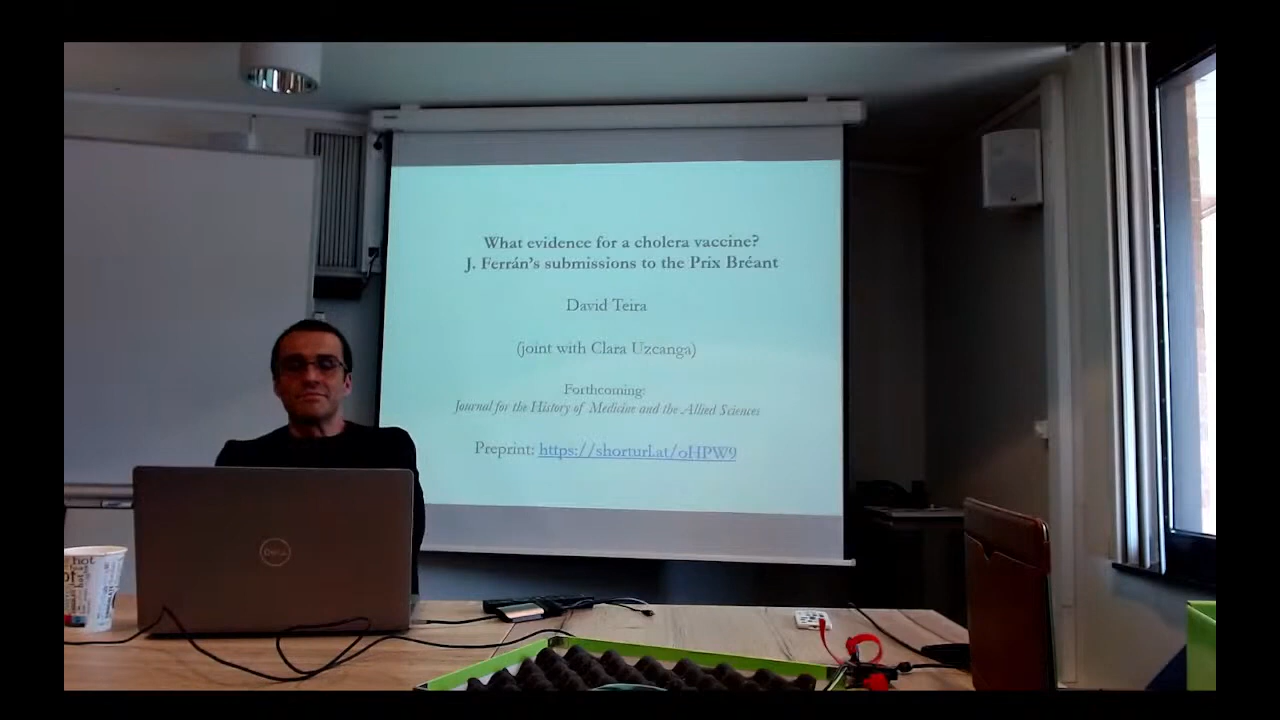 What evidence for a cholera vaccine?
J. Ferrán's submissions to the Prix Bréant
David Teira
(joint with Clara Uzcanga)
Forthcoming:
Journal for the History of Medicine and the Allied Sciences
Preprint: https://shorturl.at/oHPW9
DELL
hot